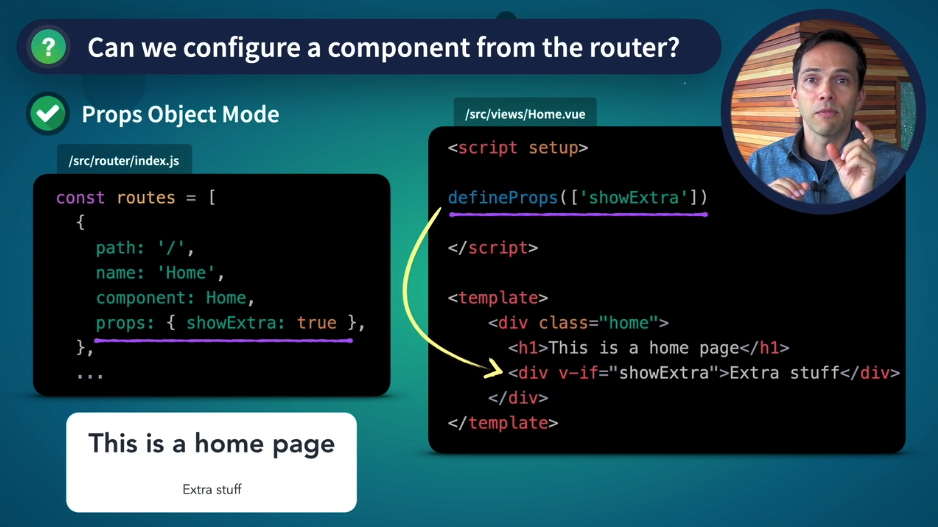 ?
Can we configure a component from the router?
Props Object Mode
/src/router/index.js
const routes = [
{
path: '/',
name: 'Home',
component: Home,
props: { showExtra: true },
},
...
This is a home page
Extra stuff
/src/views/Home.vue
<script setup>
defineProps(['showExtra'])
</script>
<template>
<div class="home">
<h1>This is a home page</h1>
<div v-if="showExtra">Extra stuff</div>
</div>
</template>